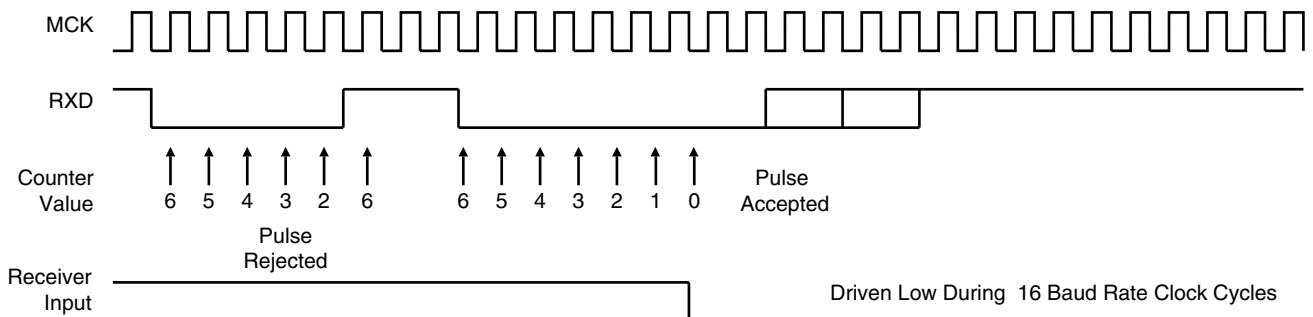 MCK
RXD
Counter
Value
6 5 4 3 2 6 6 5 4 3 2 1 0
Pulse
Accepted
Pulse
Rejected
Receiver
Input
Driven Low During 16 Baud Rate Clock Cycles